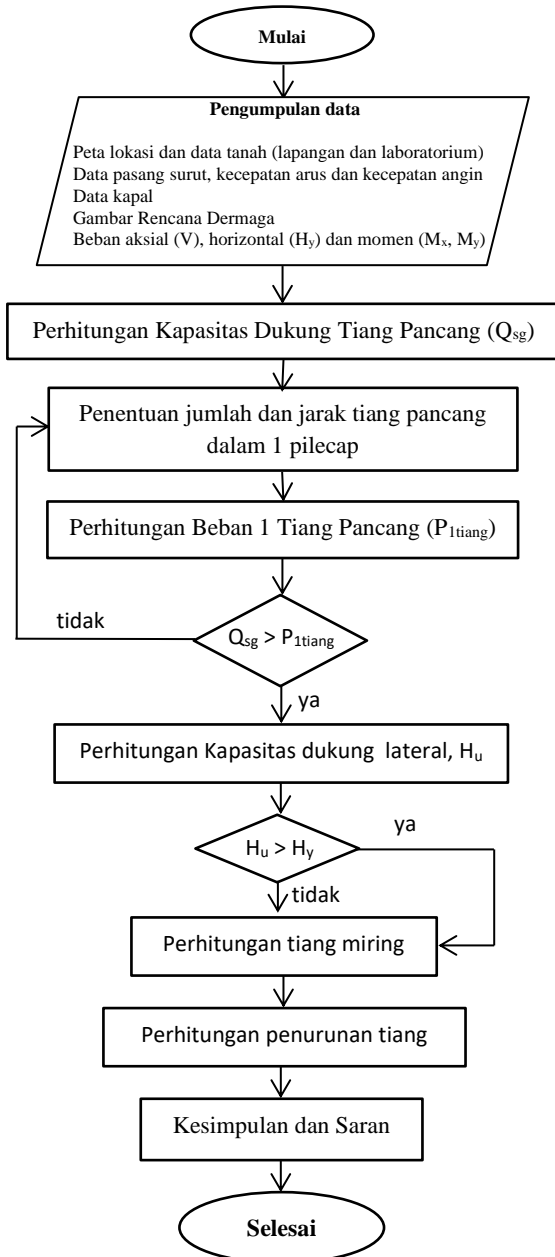 Mulai
Pengumpulan data
Peta lokasi dan data tanah (lapangan dan laboratorium)
Data pasang surut, kecepatan arus dan kecepatan angin
Data kapal
Gambar Rencana Dermaga
Beban aksial (V), horizontal (Hy) dan momen (Mx, My)
Perhitungan Kapasitas Dukung Tiang Pancang (Qsg)
Penentuan jumlah dan jarak tiang pancang
dalam 1 pilecap
Perhitungan Beban 1 Tiang Pancang (P1tiang)
tidak
Qsg > P1tiang
ya
Perhitungan Kapasitas dukung lateral, Hu
ya
Hu > Hy
tidak
Perhitungan tiang miring
Perhitungan penurunan tiang
Kesimpulan dan Saran
Selesai